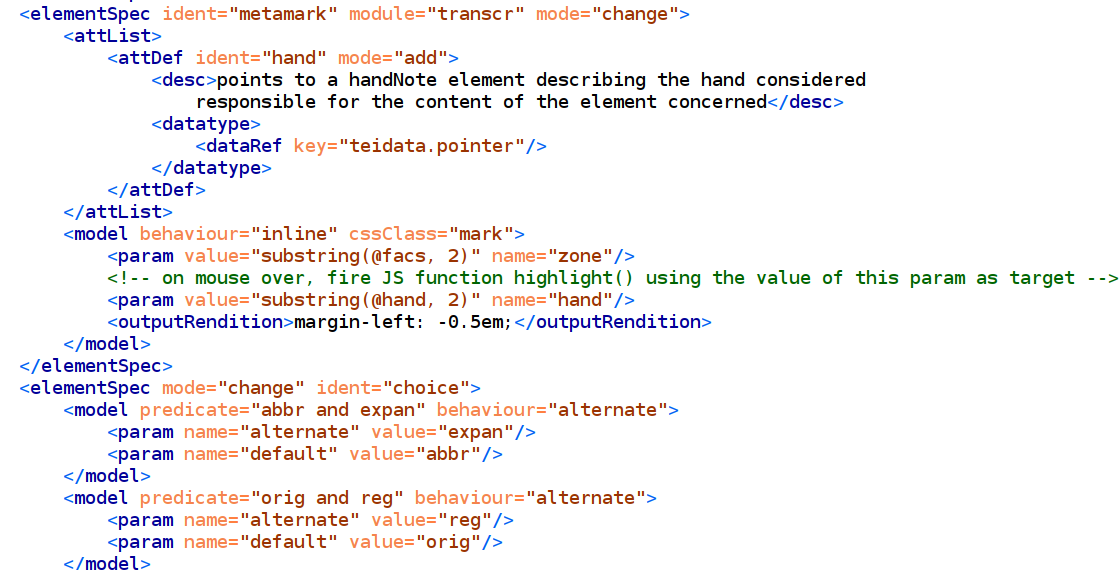 <elementSpec ident="metamark" module="transcr" mode="change">
    <attList>
        <attDef ident="hand" mode="add">
            <desc>points to a handNote element describing the hand considered
                responsible for the content of the element concerned</desc>
            <datatype>
                <dataRef key="teidata.pointer"/>
            </datatype>
        </attDef>
    </attList>
    <model behaviour="inline" cssClass="mark">
        <param value="substring(@facs, 2)" name="zone"/>
        <!-- on mouse over, fire JS function highlight() using the value of this param as target -->
        <param value="substring(@hand, 2)" name="hand"/>
        <outputRendition>margin-left: -0.5em;</outputRendition>
    </model>
</elementSpec>
<elementSpec mode="change" ident="choice">
    <model predicate="abbr and expan" behaviour="alternate">
        <param name="alternate" value="expan"/>
        <param name="default" value="abbr"/>
    </model>
    <model predicate="orig and reg" behaviour="alternate">
        <param name="alternate" value="reg"/>
        <param name="default" value="orig"/>
    </model>